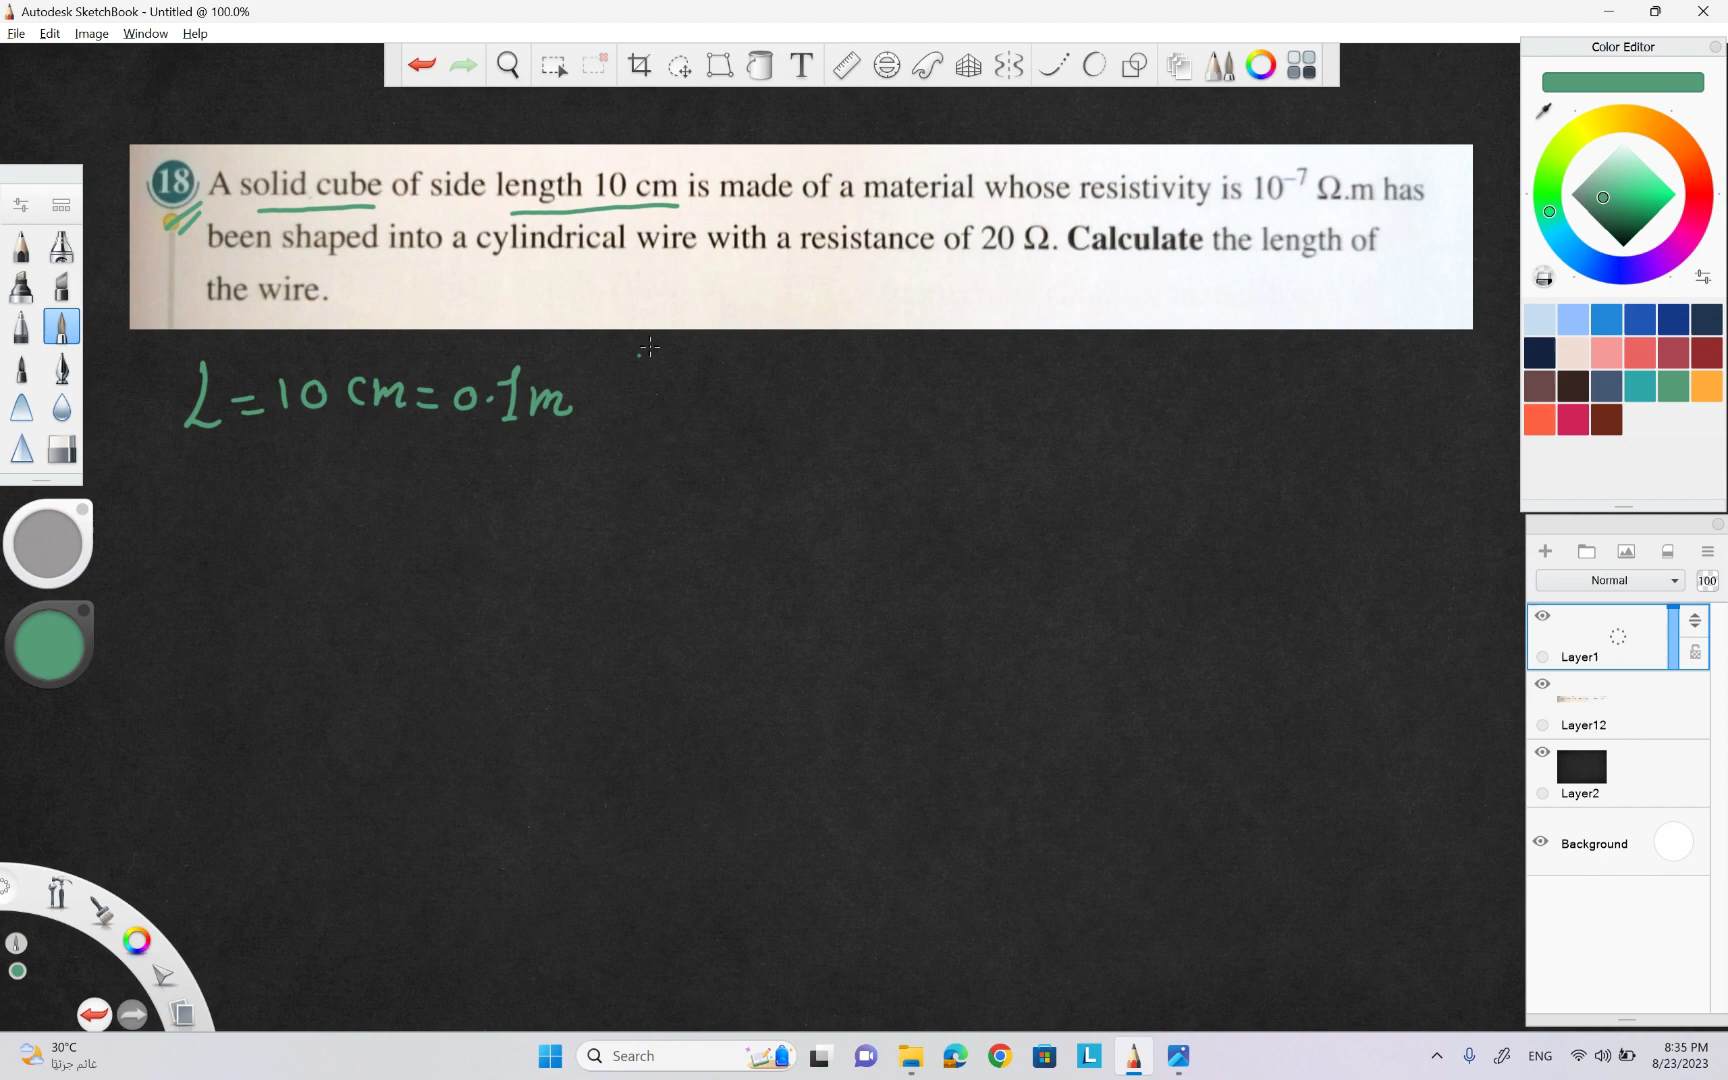 Autodesk SketchBook - Untitled @ 100.0%
File Edit Image Window Help
T
Color Editor
18 A solid cube of side length 10 cm is made of a material whose resistivity is 10⁻⁷ Ω.m has
been shaped into a cylindrical wire with a resistance of 20 Ω. Calculate the length of
the wire.
L = 10 cm = 0.1 m
Normal 100
Layer1
Layer12
Layer2
Background
30°C
غائم جزئيًا
Search
L
ENG
8:35 PM
8/23/2023